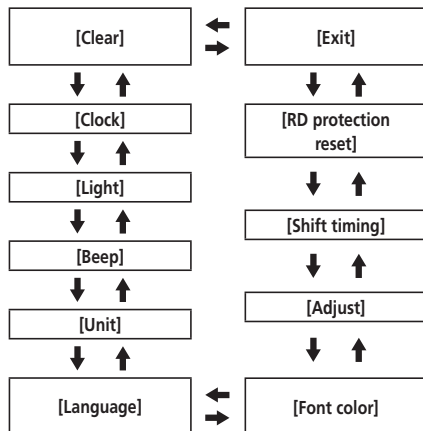 [Clear]
[Exit]
[Clock]
[RD protection
reset]
[Light]
[Shift timing]
[Beep]
[Adjust]
[Unit]
[Language]
[Font color]